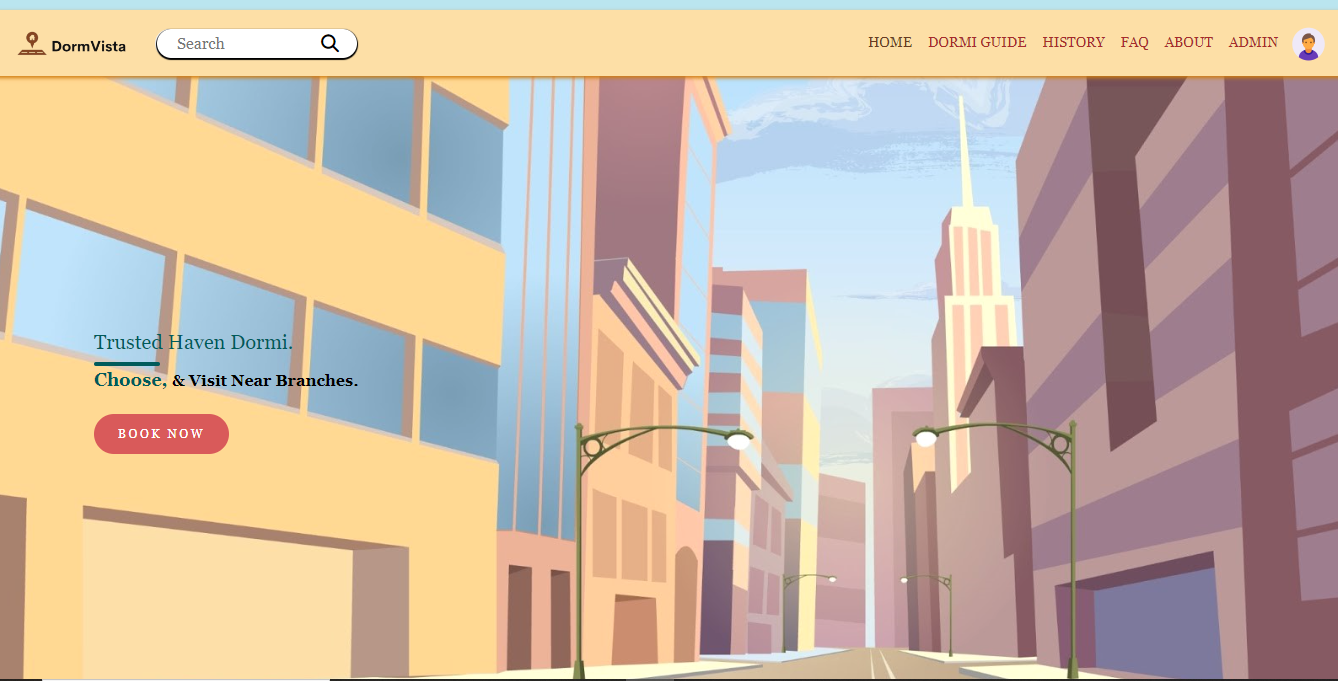 DormVista
Search
HOME DORMI GUIDE HISTORY FAQ ABOUT ADMIN
Trusted Haven Dormi.
Choose, & Visit Near Branches.
BOOK NOW